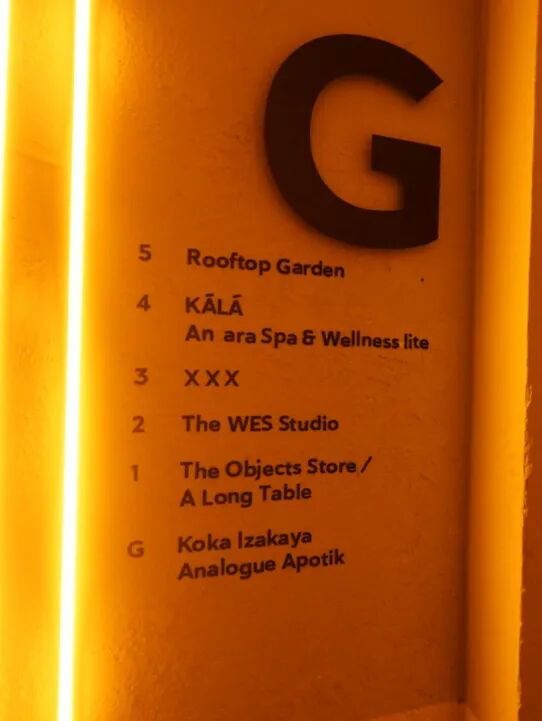 G
5 Rooftop Garden
4 KĀLĀ
An ara Spa & Wellness lite
3 XXX
2 The WES Studio
1 The Objects Store /
A Long Table
G Koka Izakaya
Analogue Apotik